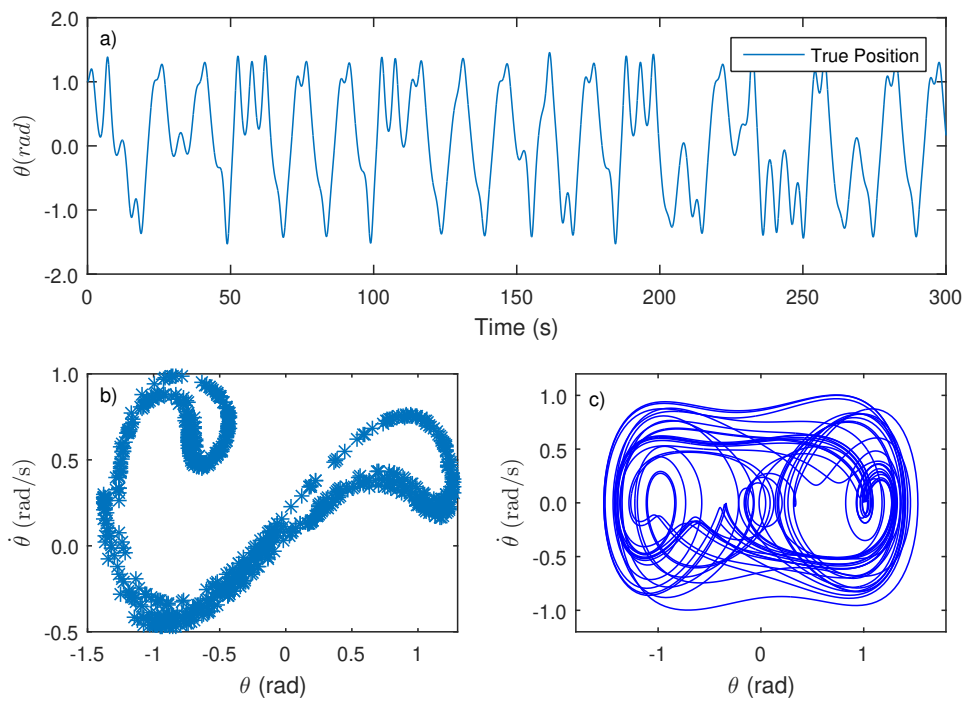 a)
True Position
2.0
1.0
0.0
-1.0
-2.0
θ(rad)
0 50 100 150 200 250 300
Time (s)
b)
1.0
0.5
0.0
-0.5
θ̇ (rad/s)
-1.5 -1 -0.5 0 0.5 1
θ (rad)
c)
1.0
0.5
0.0
-0.5
-1.0
θ̇ (rad/s)
-1 0 1
θ (rad)